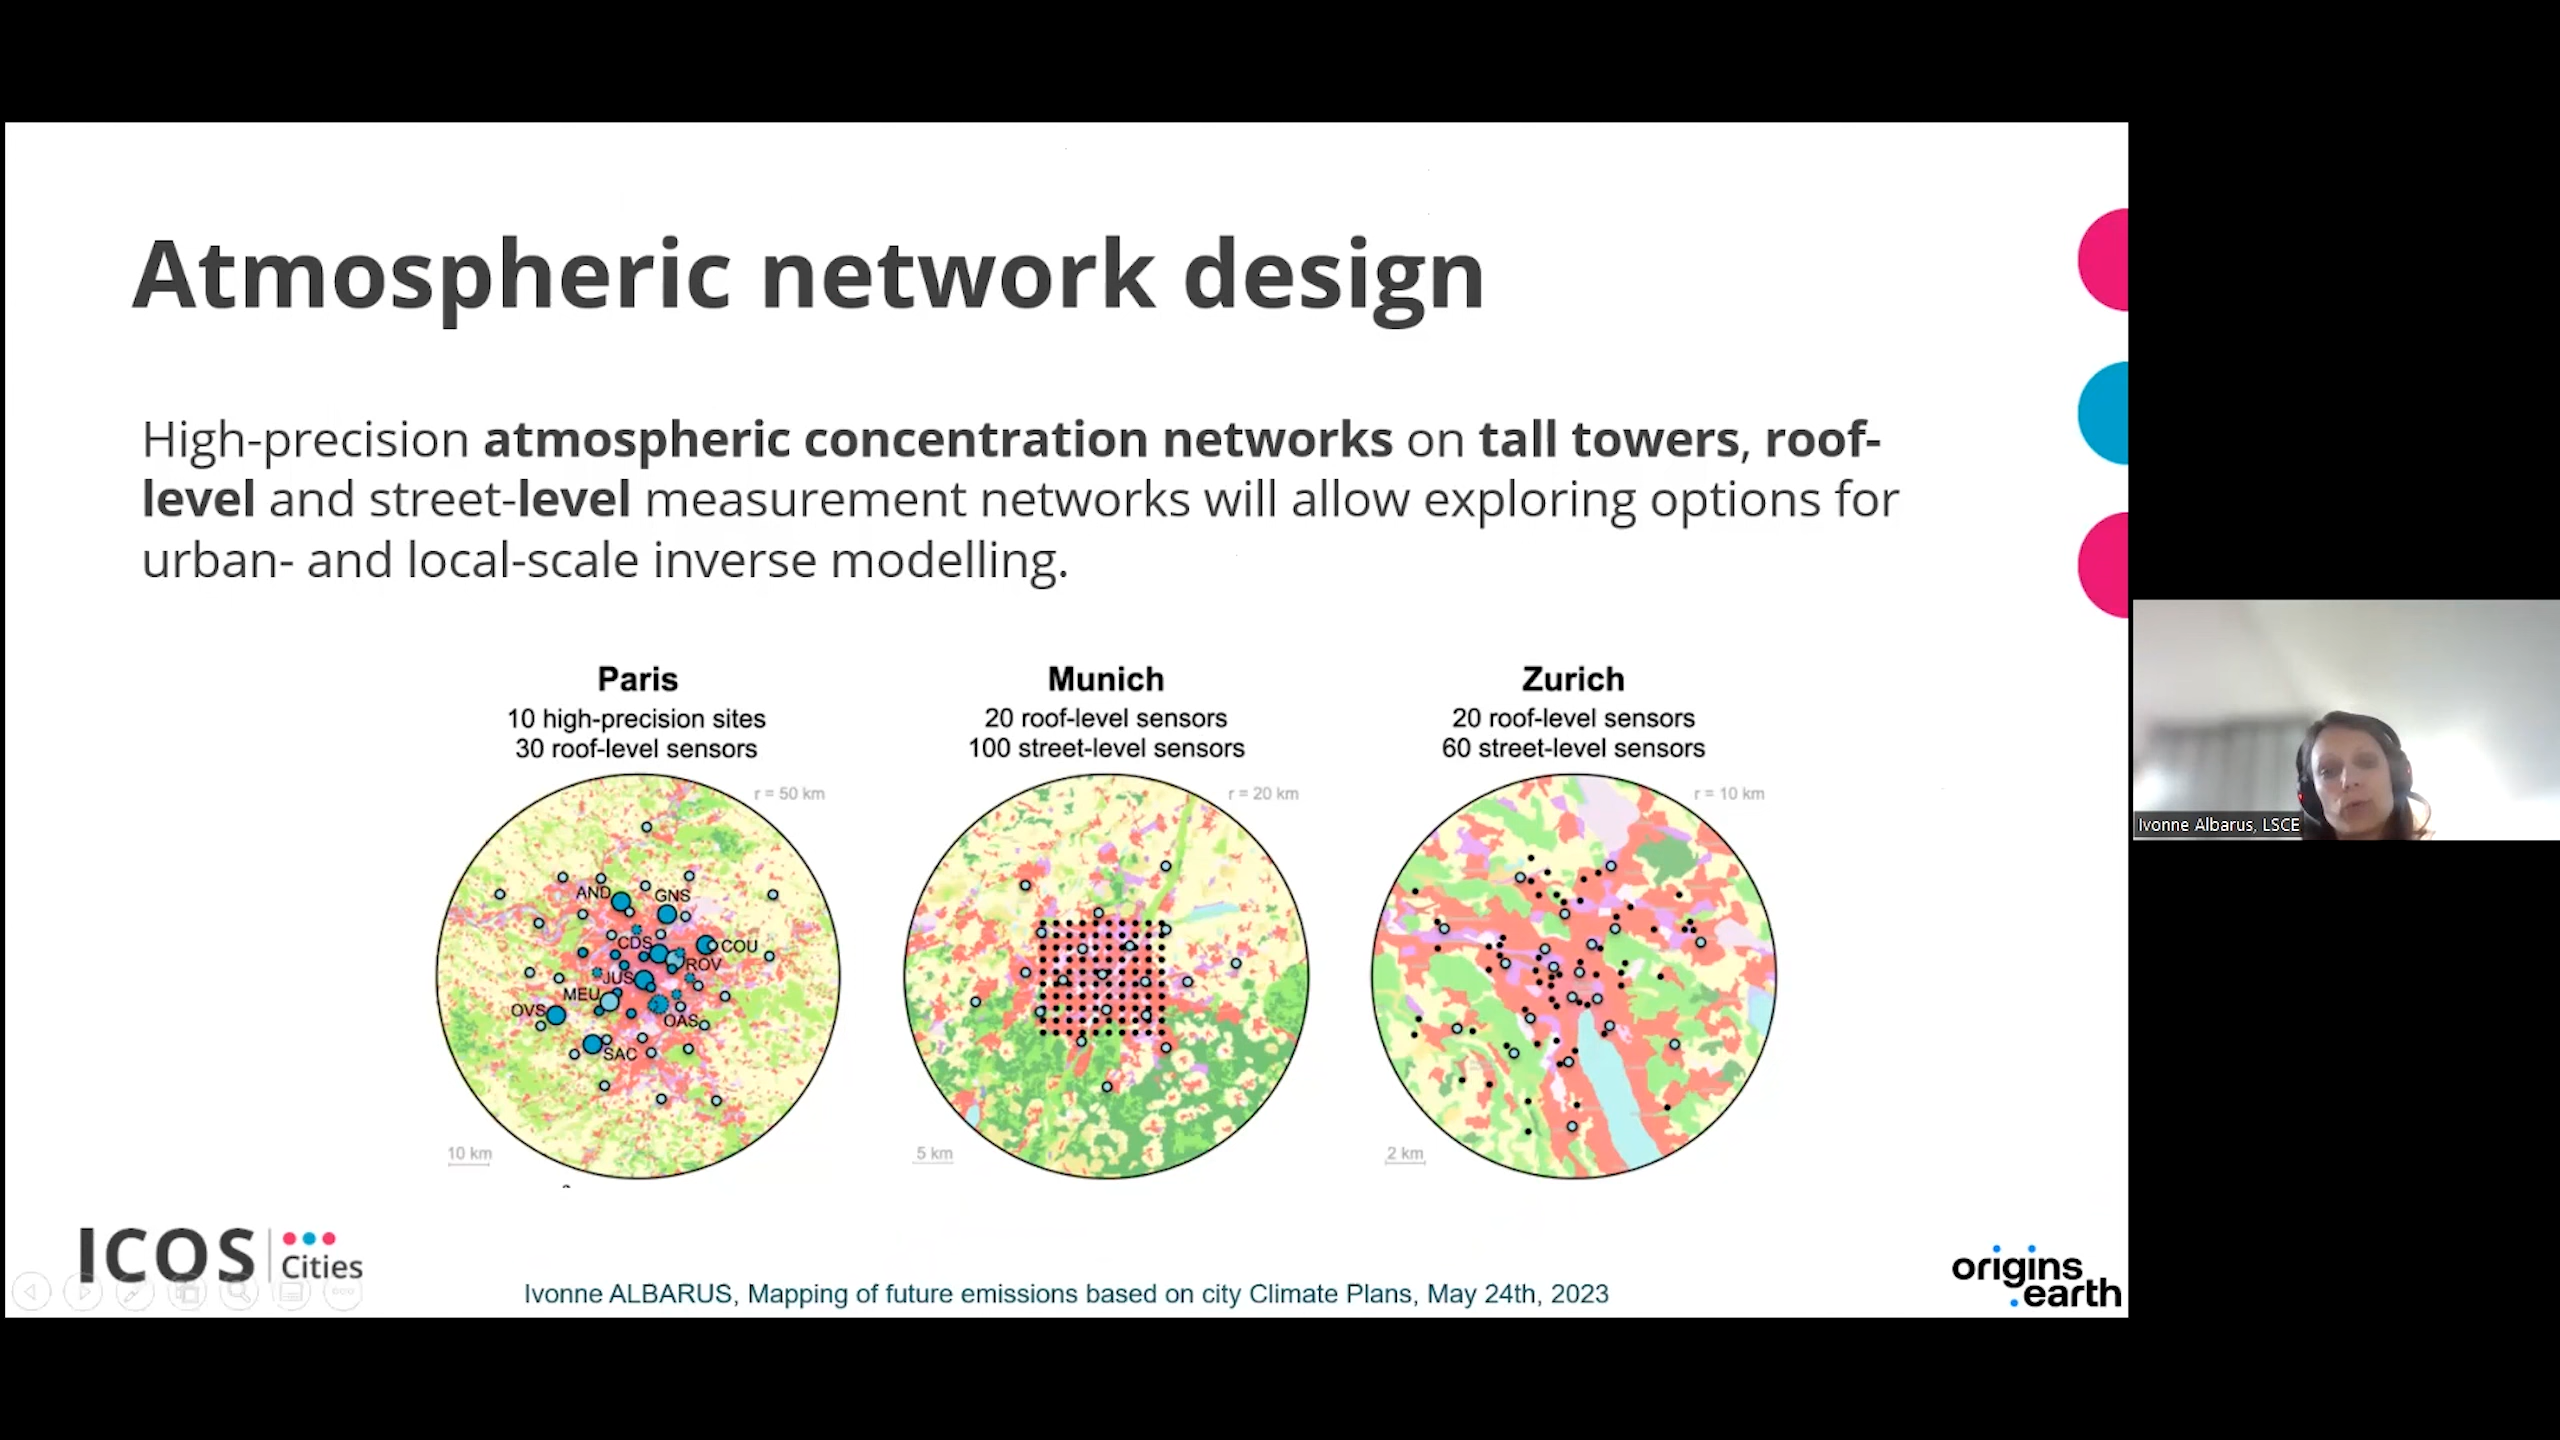 Atmospheric network design
High-precision atmospheric concentration networks on tall towers, roof-
level and street-level measurement networks will allow exploring options for
urban- and local-scale inverse modelling.
Paris
10 high-precision sites
30 roof-level sensors
r = 50 km
AND
GNS
CDS
COU
ROV
JUS
MEU
OVS
OAS
SAC
10 km
Munich
20 roof-level sensors
100 street-level sensors
r = 20 km
5 km
Zurich
20 roof-level sensors
60 street-level sensors
r = 10 km
2 km
Ivonne Albarus, LSCE
ICOS
Cities
Ivonne ALBARUS, Mapping of future emissions based on city Climate Plans, May 24th, 2023
origins
.earth